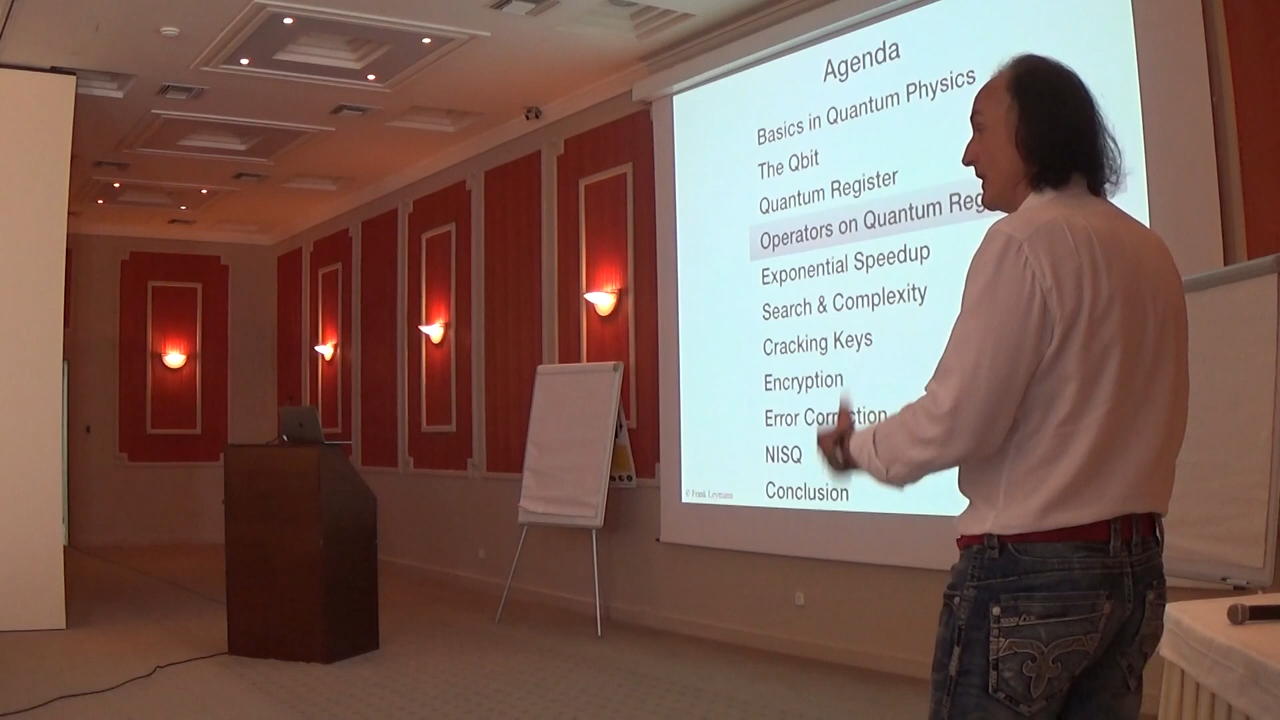 Agenda
Basics in Quantum Physics
The Qbit
Quantum Register
Operators on Quantum Reg
Exponential Speedup
Search & Complexity
Cracking Keys
Encryption
Error Correction
NISQ
Conclusion
© Frank Leymann